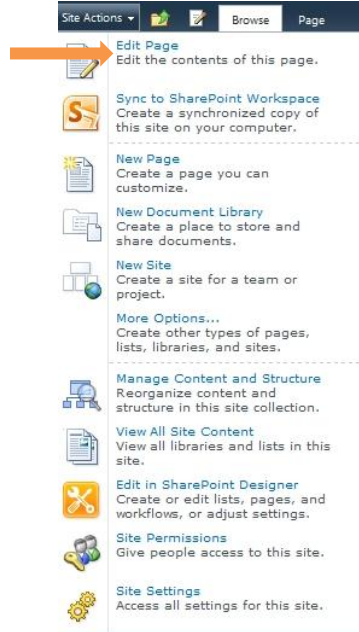 Site Actions Browse Page
Edit Page
Edit the contents of this page.
Sync to SharePoint Workspace
Create a synchronized copy of
this site on your computer.
New Page
Create a page you can
customize.
New Document Library
Create a place to store and
share documents.
New Site
Create a site for a team or
project.
More Options...
Create other types of pages,
lists, libraries, and sites.
Manage Content and Structure
Reorganize content and
structure in this site collection.
View All Site Content
View all libraries and lists in this
site.
Edit in SharePoint Designer
Create or edit lists, pages, and
workflows, or adjust settings.
Site Permissions
Give people access to this site.
Site Settings
Access all settings for this site.